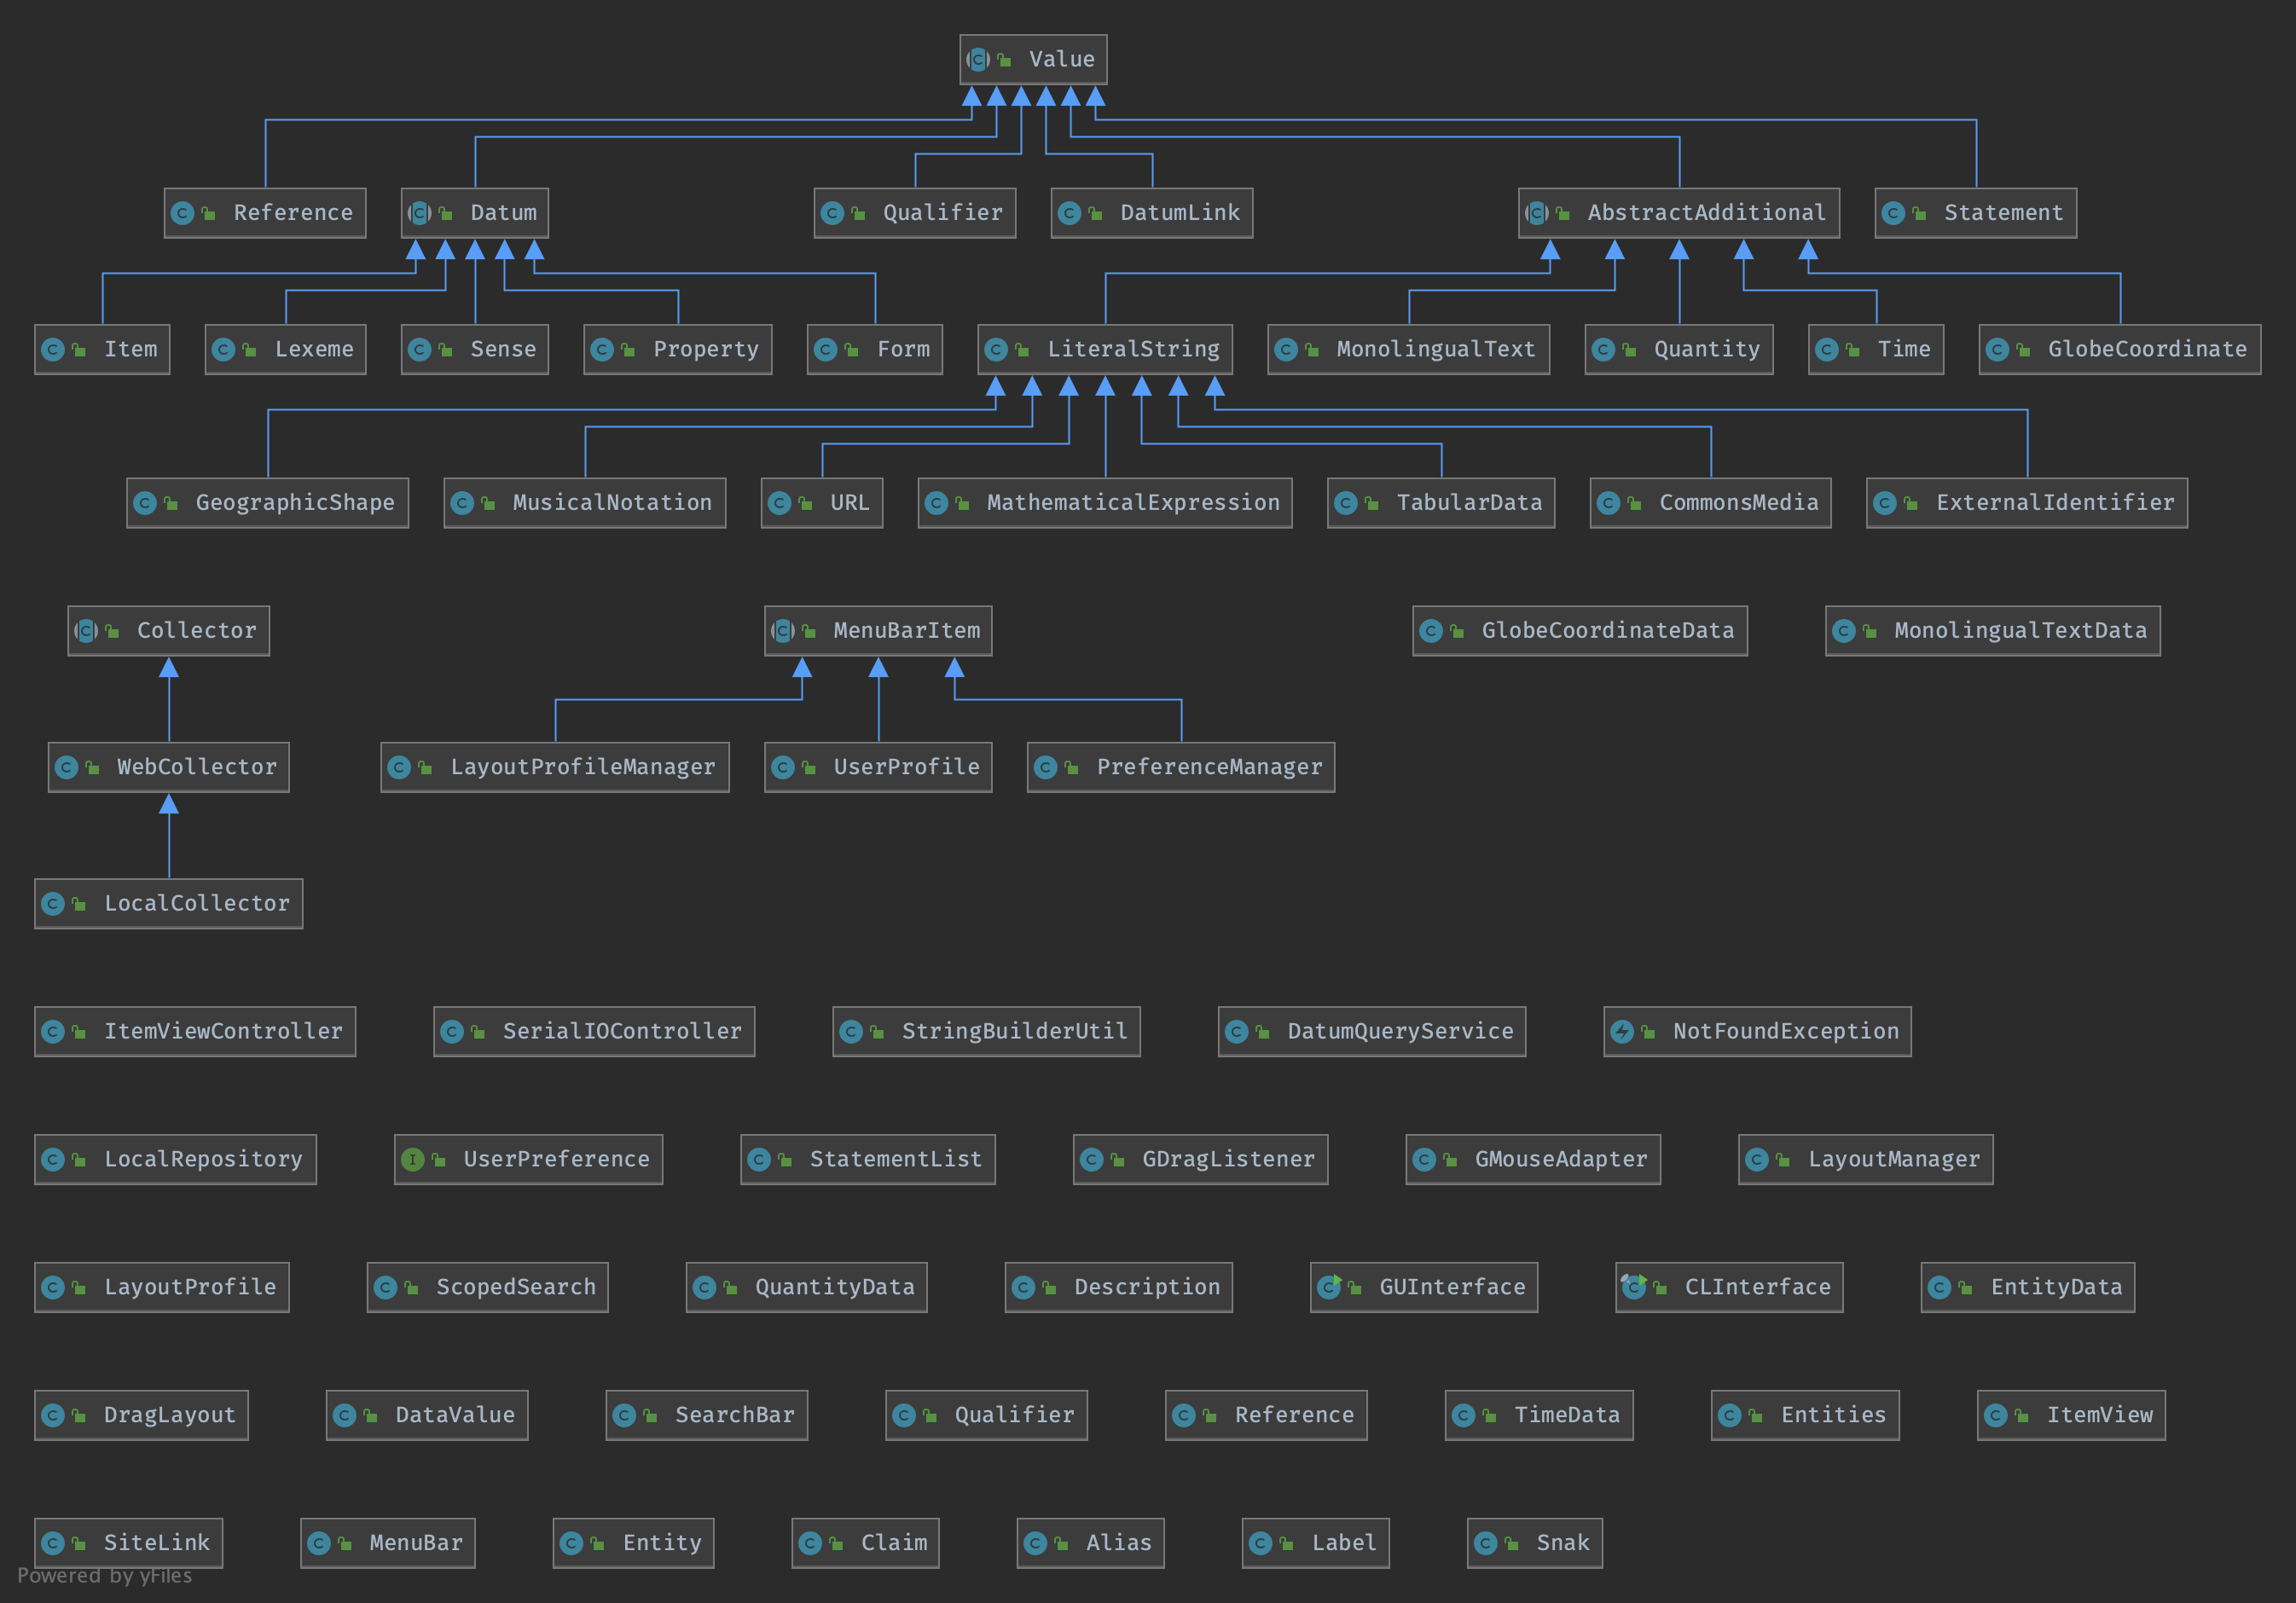 Value
Reference Datum Qualifier DatumLink AbstractAdditional Statement
Item Lexeme Sense Property Form LiteralString MonolingualText Quantity Time GlobeCoordinate
GeographicShape MusicalNotation URL MathematicalExpression TabularData CommonsMedia ExternalIdentifier
Collector MenuBarItem GlobeCoordinateData MonolingualTextData
WebCollector LayoutProfileManager UserProfile PreferenceManager
LocalCollector
ItemViewController SerialIOController StringBuilderUtil DatumQueryService NotFoundException
LocalRepository UserPreference StatementList GDragListener GMouseAdapter LayoutManager
LayoutProfile ScopedSearch QuantityData Description GUInterface CLInterface EntityData
DragLayout DataValue SearchBar Qualifier Reference TimeData Entities ItemView
SiteLink MenuBar Entity Claim Alias Label Snak
Powered by yFiles